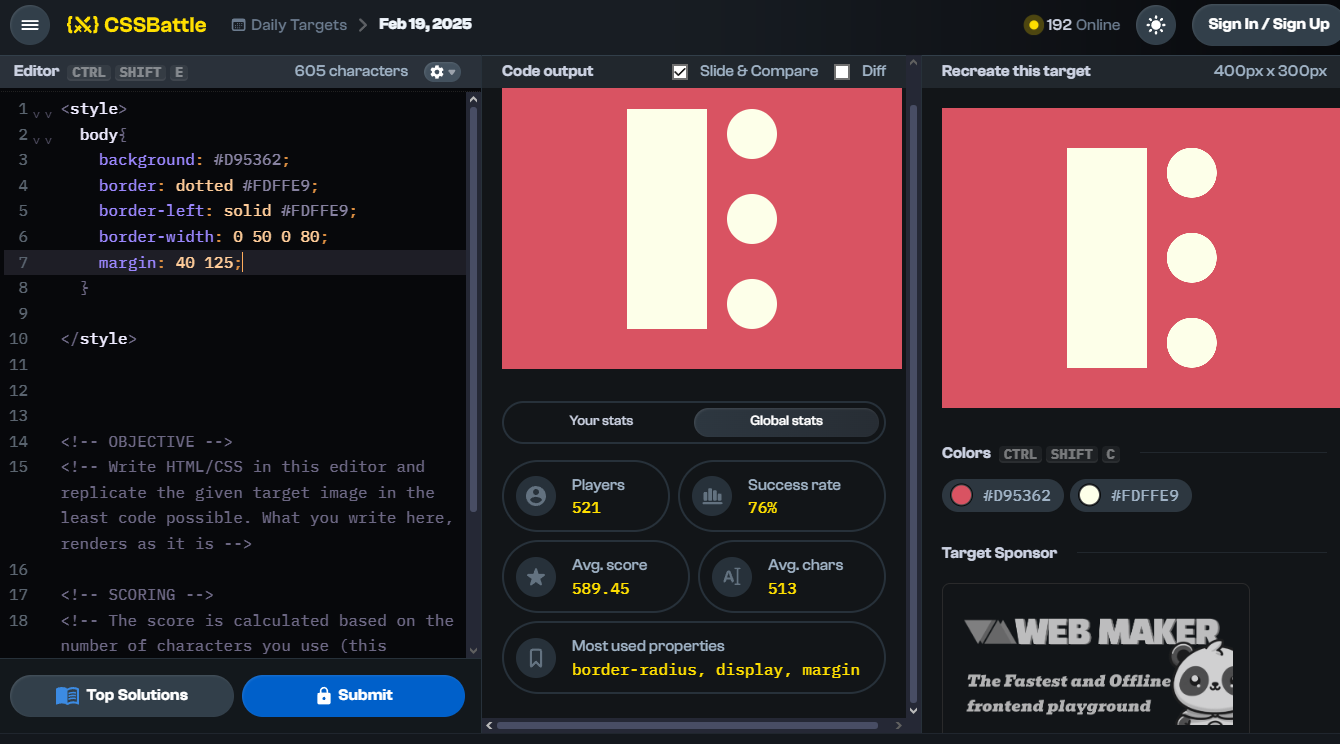 {X} CSSBattle
Daily Targets
Feb 19, 2025
192 Online
Sign In / Sign Up
Editor CTRL SHIFT E
605 characters
1 <style>
2 body{
3 background: #D95362;
4 border: dotted #FDFFE9;
5 border-left: solid #FDFFE9;
6 border-width: 0 50 0 80;
7 margin: 40 125;
8 }
9
10 </style>
11
12
13
14 <!-- OBJECTIVE -->
15 <!-- Write HTML/CSS in this editor and
replicate the given target image in the
least code possible. What you write here,
renders as it is -->
16
17 <!-- SCORING -->
18 <!-- The score is calculated based on the
number of characters you use (this
Top Solutions
Submit
Code output
Slide & Compare
Diff
Your stats
Global stats
Players
521
Success rate
76%
Avg. score
589.45
Avg. chars
513
Most used properties
border-radius, display, margin
Recreate this target
400px x 300px
Colors CTRL SHIFT C
#D95362
#FDFFE9
Target Sponsor
WEB MAKER
The Fastest and Offline
frontend playground